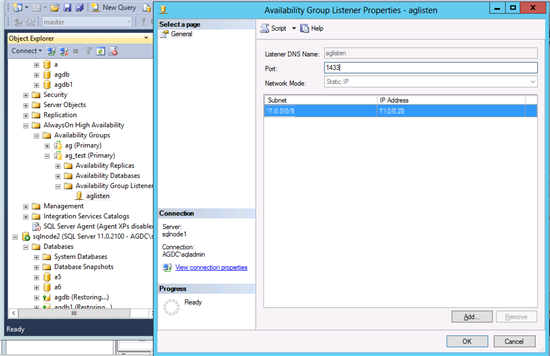 New Query
master
Object Explorer
Connect
a
agdb
agdb1
Security
Server Objects
Replication
AlwaysOn High Availability
Availability Groups
ag (Primary)
ag_test (Primary)
Availability Replicas
Availability Databases
Availability Group Listener
aglisten
Management
Integration Services Catalogs
SQL Server Agent (Agent XPs disable
sqlnode2 (SQL Server 11.0.2100 - AGDC\sq
Databases
System Databases
Database Snapshots
a5
a6
agdb (Restoring...)
agdb1 (Restoring...)
Ready
Availability Group Listener Properties - aglisten
Select a page
General
Script
Help
Listener DNS Name:
aglisten
Port:
1433
Network Mode:
Static IP
Subnet
IP Address
Connection
Server:
sqlnode1
Connection:
AGDC\sqladmin
View connection properties
Progress
Ready
Add...
Remove
OK
Cancel